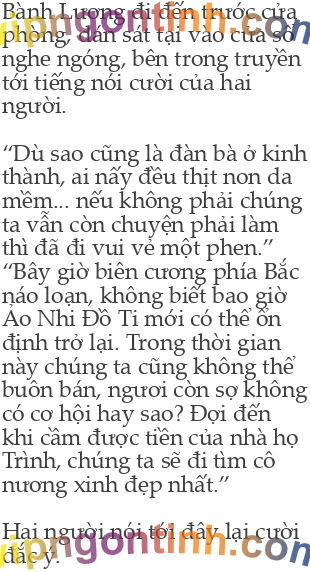 Bành Lượng đi đến trước cửa
phòng, dán sát tai vào cửa sổ
nghe ngóng, bên trong truyền
tới tiếng nói cười của hai
người.
“Dù sao cũng là đàn bà ở kinh
thành, ai nấy đều thịt non da
mềm... nếu không phải chúng
ta vẫn còn chuyện phải làm
thì đã đi vui vẻ một phen.”
“Bây giờ biên cương phía Bắc
náo loạn, không biết bao giờ
Áo Nhi Đồ Ti mới có thể ổn
định trở lại. Trong thời gian
này chúng ta cũng không thể
buôn bán, ngươi còn sợ không
có cơ hội hay sao? Đợi đến
khi cầm được tiền của nhà họ
Trình, chúng ta sẽ đi tìm cô
nương xinh đẹp nhất.”
Hai người nói tới đây lại cười
đắc ý.